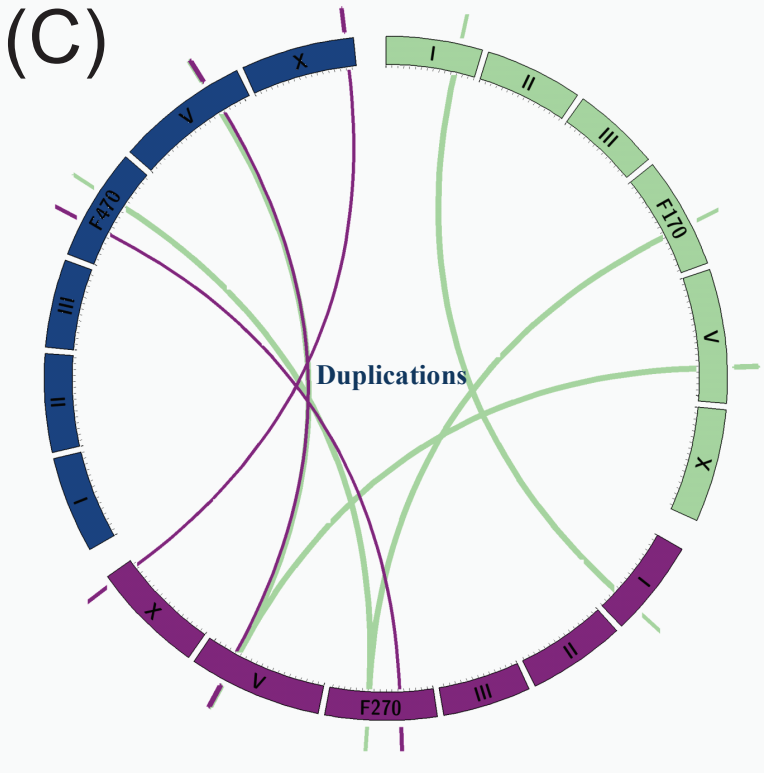 (C)
X
I
II
III
F170
V
X
I
II
III
F270
V
X
I
II
III
F470
V
Duplications